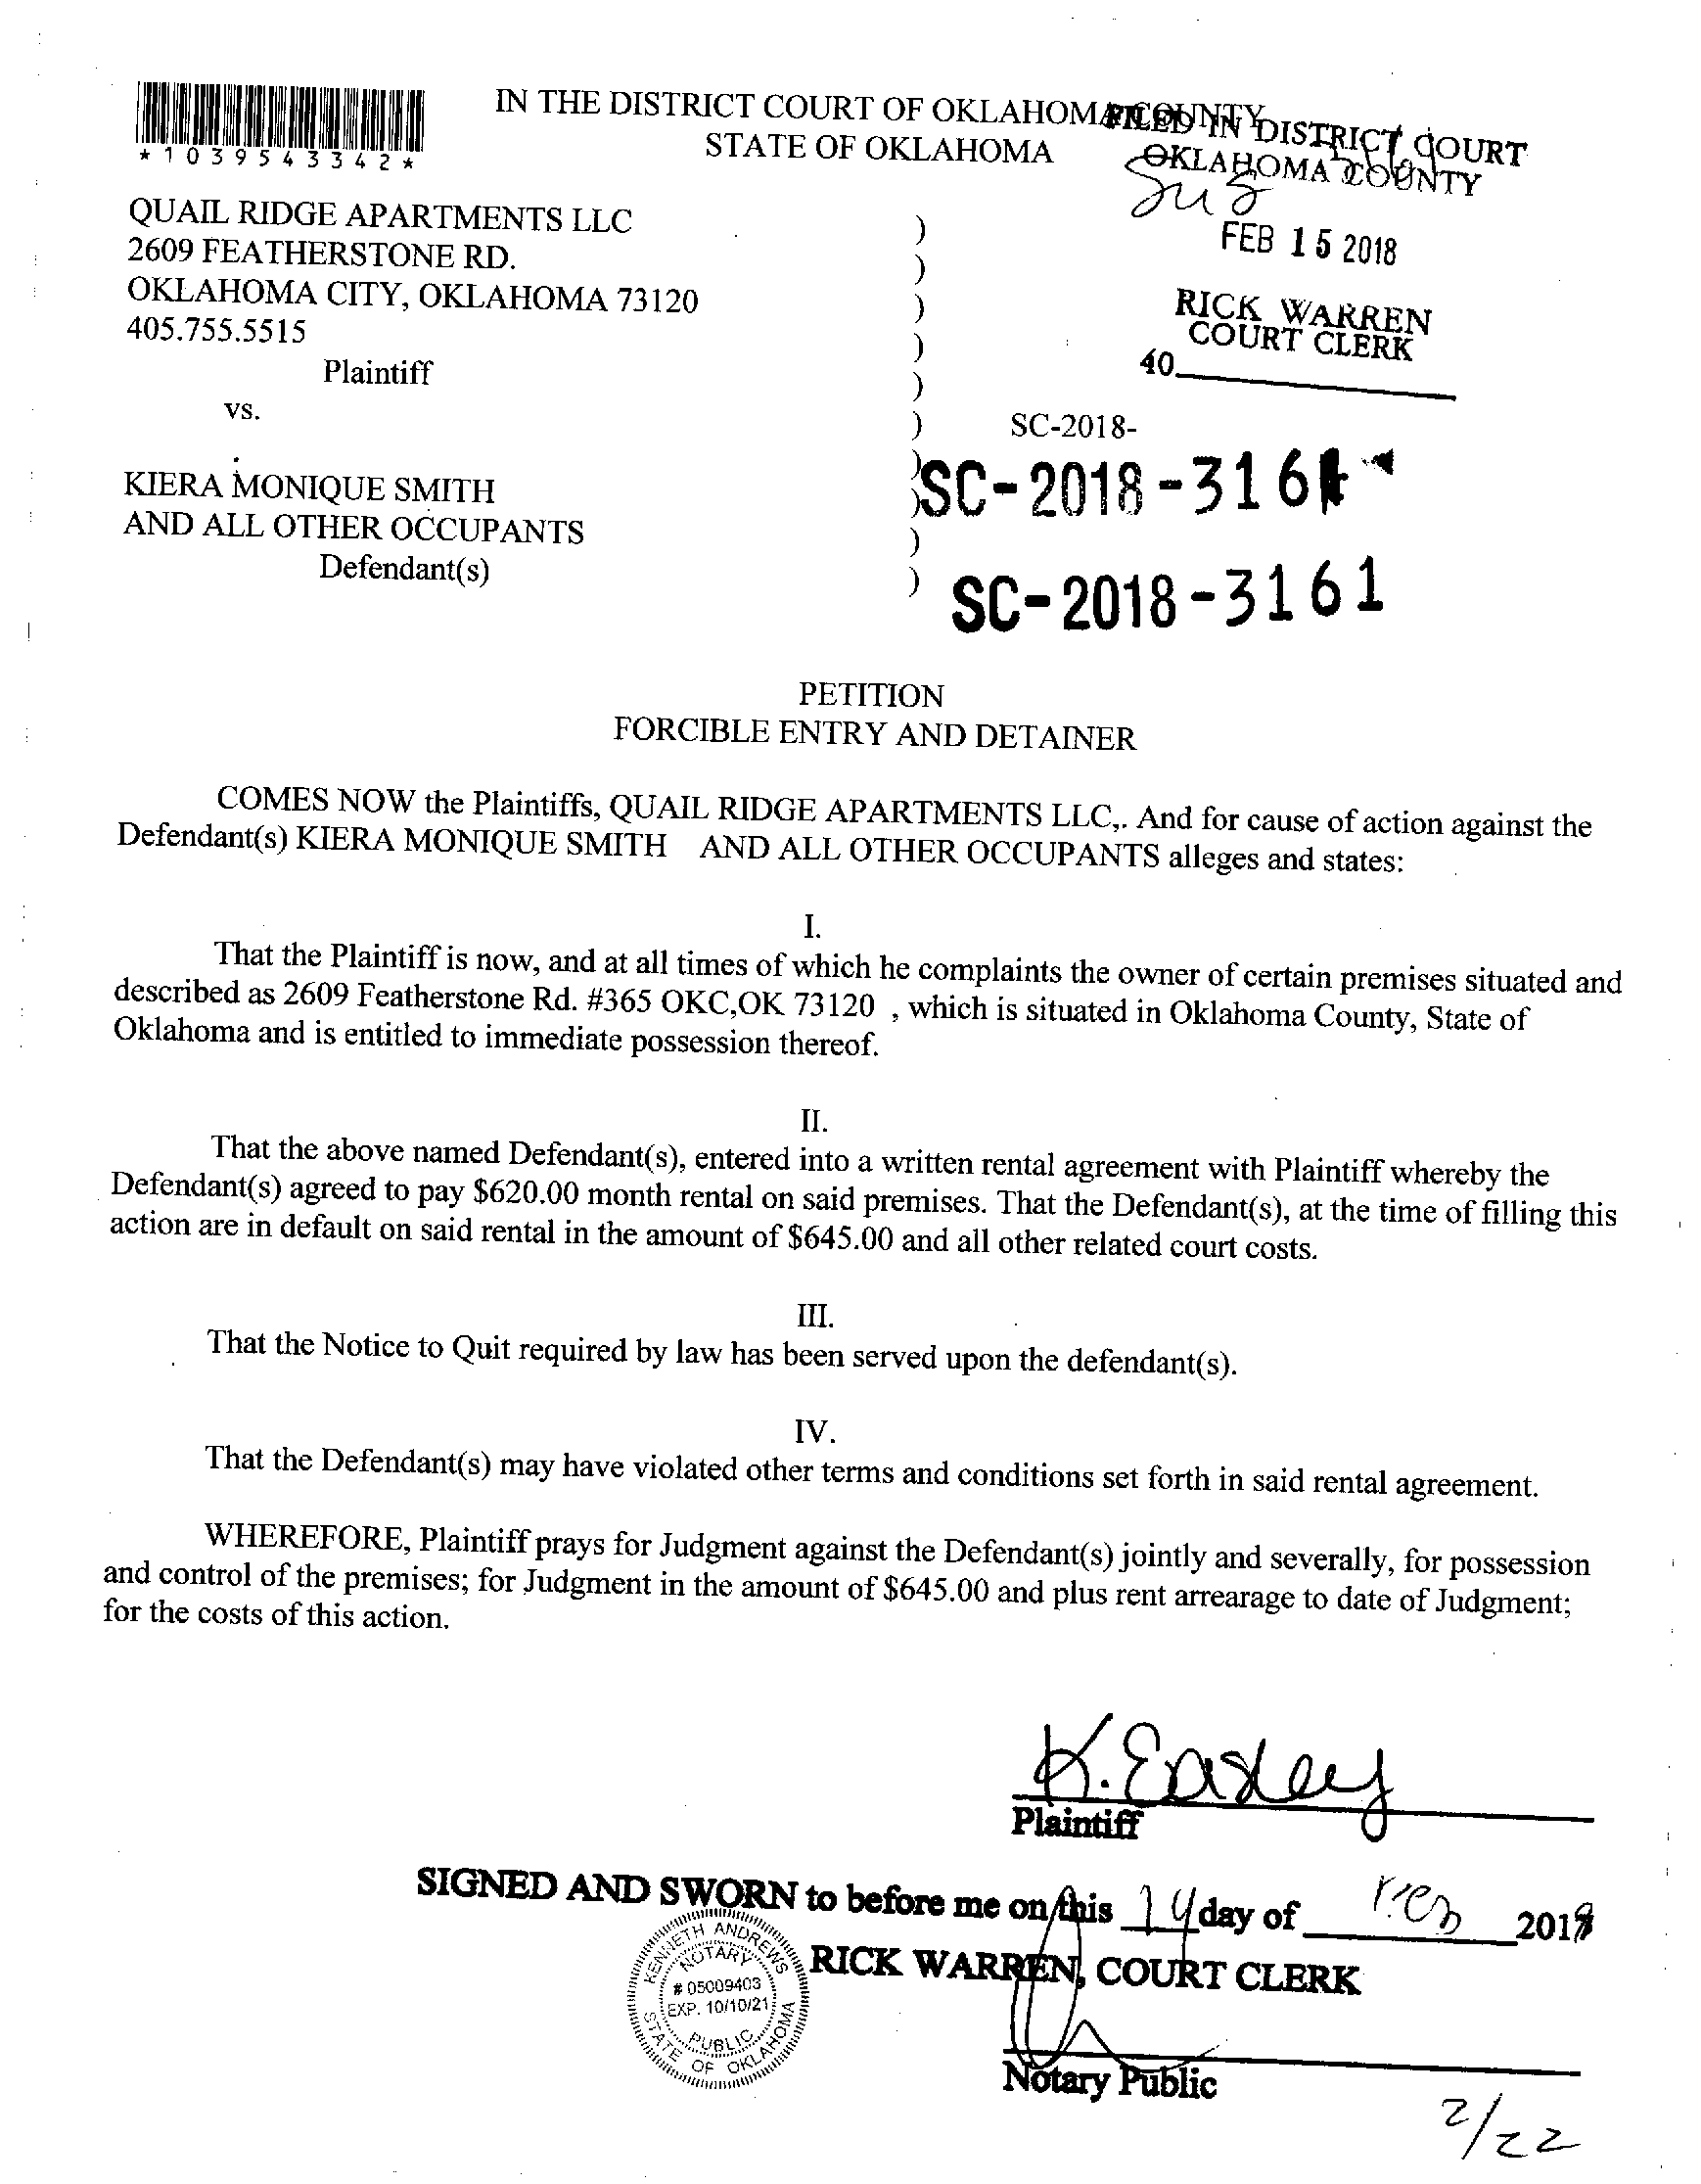 IN THE DISTRICT COURT OF OKLAHOMA COUNTY
STATE OF OKLAHOMA
FILED IN DISTRICT COURT
OKLAHOMA COUNTY
FEB 15 2018
RICK WARREN
COURT CLERK
40
*1039543342*
QUAIL RIDGE APARTMENTS LLC
2609 FEATHERSTONE RD.
OKLAHOMA CITY, OKLAHOMA 73120
405.755.5515
Plaintiff
vs.
KIERA MONIQUE SMITH
AND ALL OTHER OCCUPANTS
Defendant(s)
)
)
)
)
)
)
)
)
)
)
SC-2018-
SC-2018-316
SC-2018-3161
PETITION
FORCIBLE ENTRY AND DETAINER
COMES NOW the Plaintiffs, QUAIL RIDGE APARTMENTS LLC,. And for cause of action against the
Defendant(s) KIERA MONIQUE SMITH AND ALL OTHER OCCUPANTS alleges and states:
I.
That the Plaintiff is now, and at all times of which he complaints the owner of certain premises situated and
described as 2609 Featherstone Rd. #365 OKC,OK 73120 , which is situated in Oklahoma County, State of
Oklahoma and is entitled to immediate possession thereof.
II.
That the above named Defendant(s), entered into a written rental agreement with Plaintiff whereby the
Defendant(s) agreed to pay $620.00 month rental on said premises. That the Defendant(s), at the time of filling this
action are in default on said rental in the amount of $645.00 and all other related court costs.
III.
That the Notice to Quit required by law has been served upon the defendant(s).
IV.
That the Defendant(s) may have violated other terms and conditions set forth in said rental agreement.
WHEREFORE, Plaintiff prays for Judgment against the Defendant(s) jointly and severally, for possession
and control of the premises; for Judgment in the amount of $645.00 and plus rent arrearage to date of Judgment;
for the costs of this action.
K. Easley
Plaintiff
SIGNED AND SWORN to before me on this 14 day of Feb 2018
RICK WARREN, COURT CLERK
KENNETH ANDREWS
NOTARY
# 05009403
EXP. 10/10/21
PUBLIC
STATE OF OKLAHOMA
Notary Public
2/22